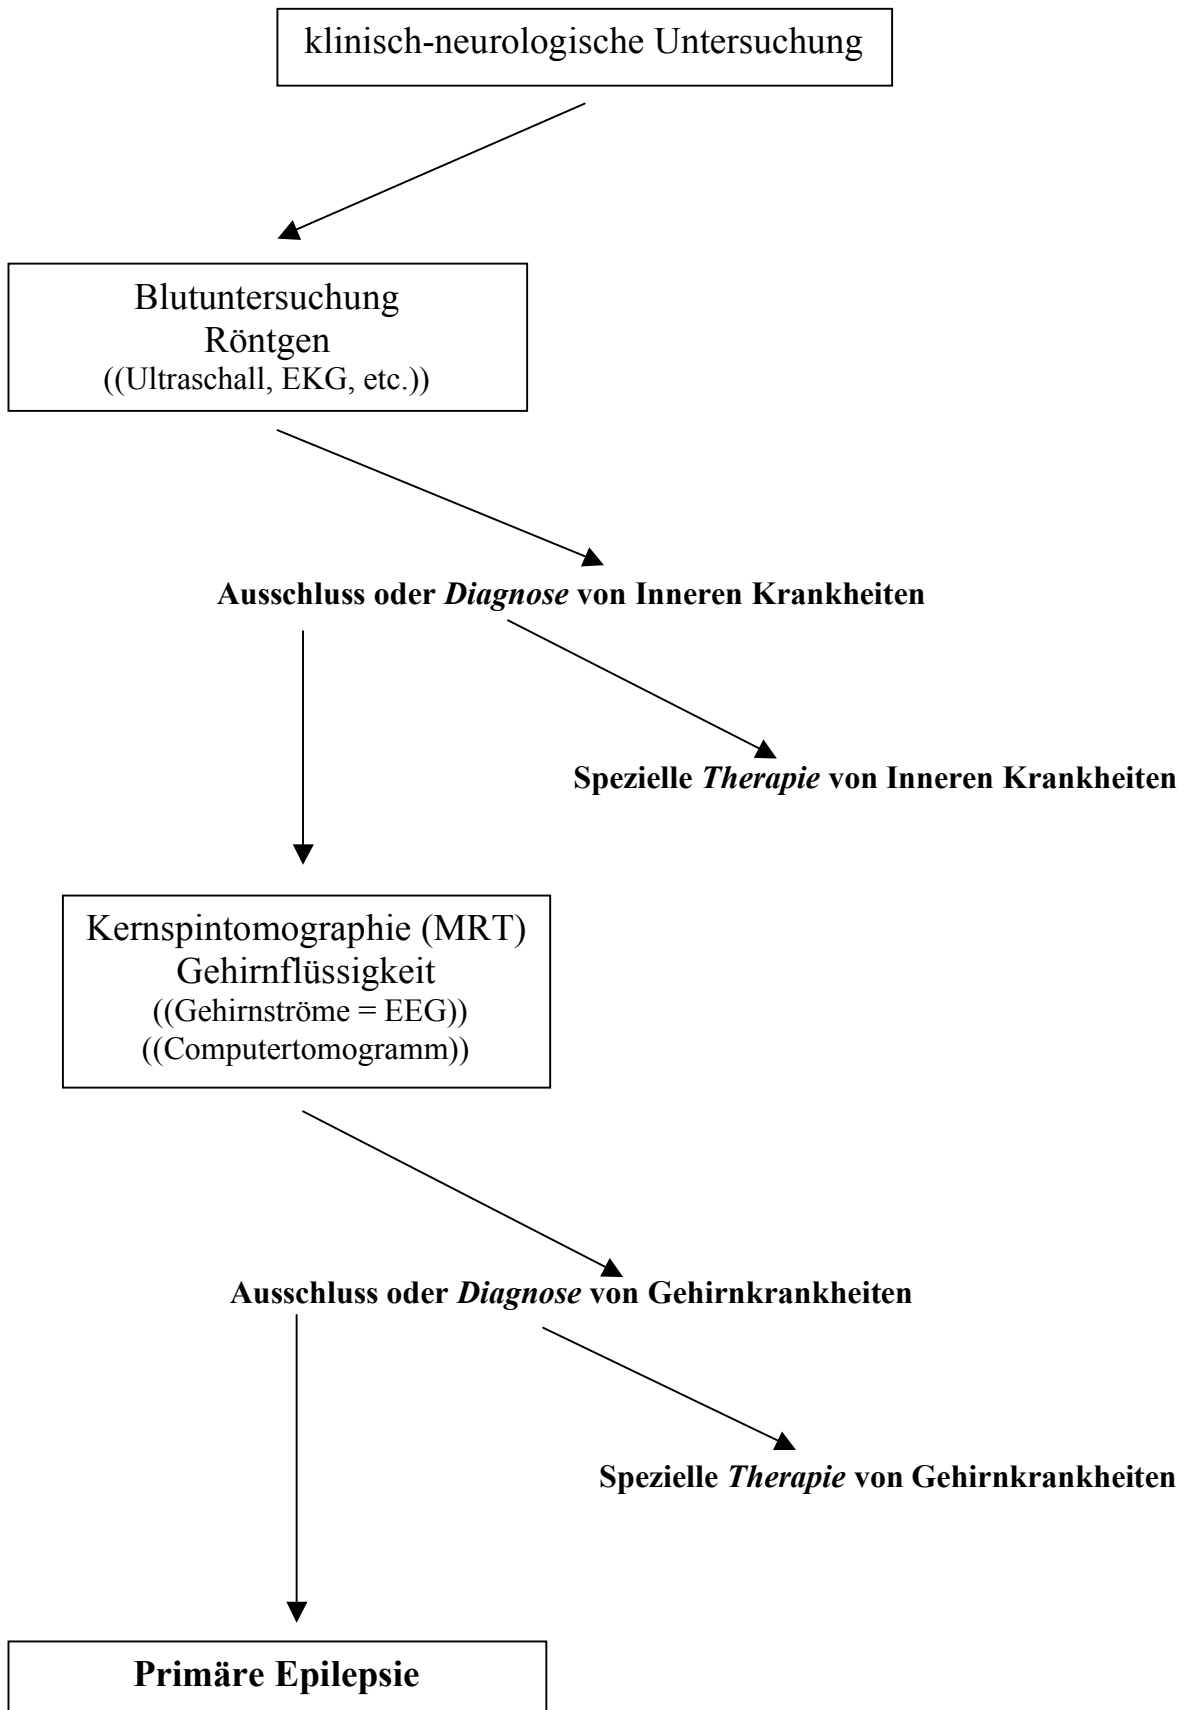 klinisch-neurologische Untersuchung
Blutuntersuchung
Röntgen
((Ultraschall, EKG, etc.))
Ausschluss oder Diagnose von Inneren Krankheiten
Spezielle Therapie von Inneren Krankheiten
Kernspintomographie (MRT)
Gehirnflüssigkeit
((Gehirnströme = EEG))
((Computertomogramm))
Ausschluss oder Diagnose von Gehirnkrankheiten
Spezielle Therapie von Gehirnkrankheiten
Primäre Epilepsie